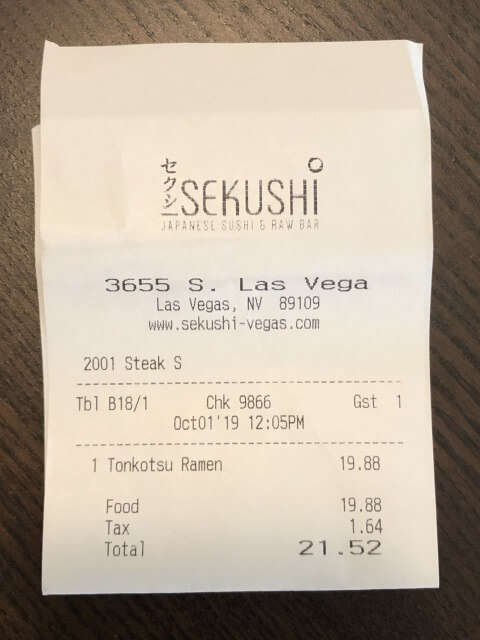 セクシー
SEKUSHI
JAPANESE SUSHI & RAW BAR
3655 S. Las Vega
Las Vegas, NV 89109
www.sekushi-vegas.com
2001 Steak S
Tbl B18/1 Chk 9866 Gst 1
Oct01'19 12:05PM
1 Tonkotsu Ramen 19.88
Food 19.88
Tax 1.64
Total 21.52